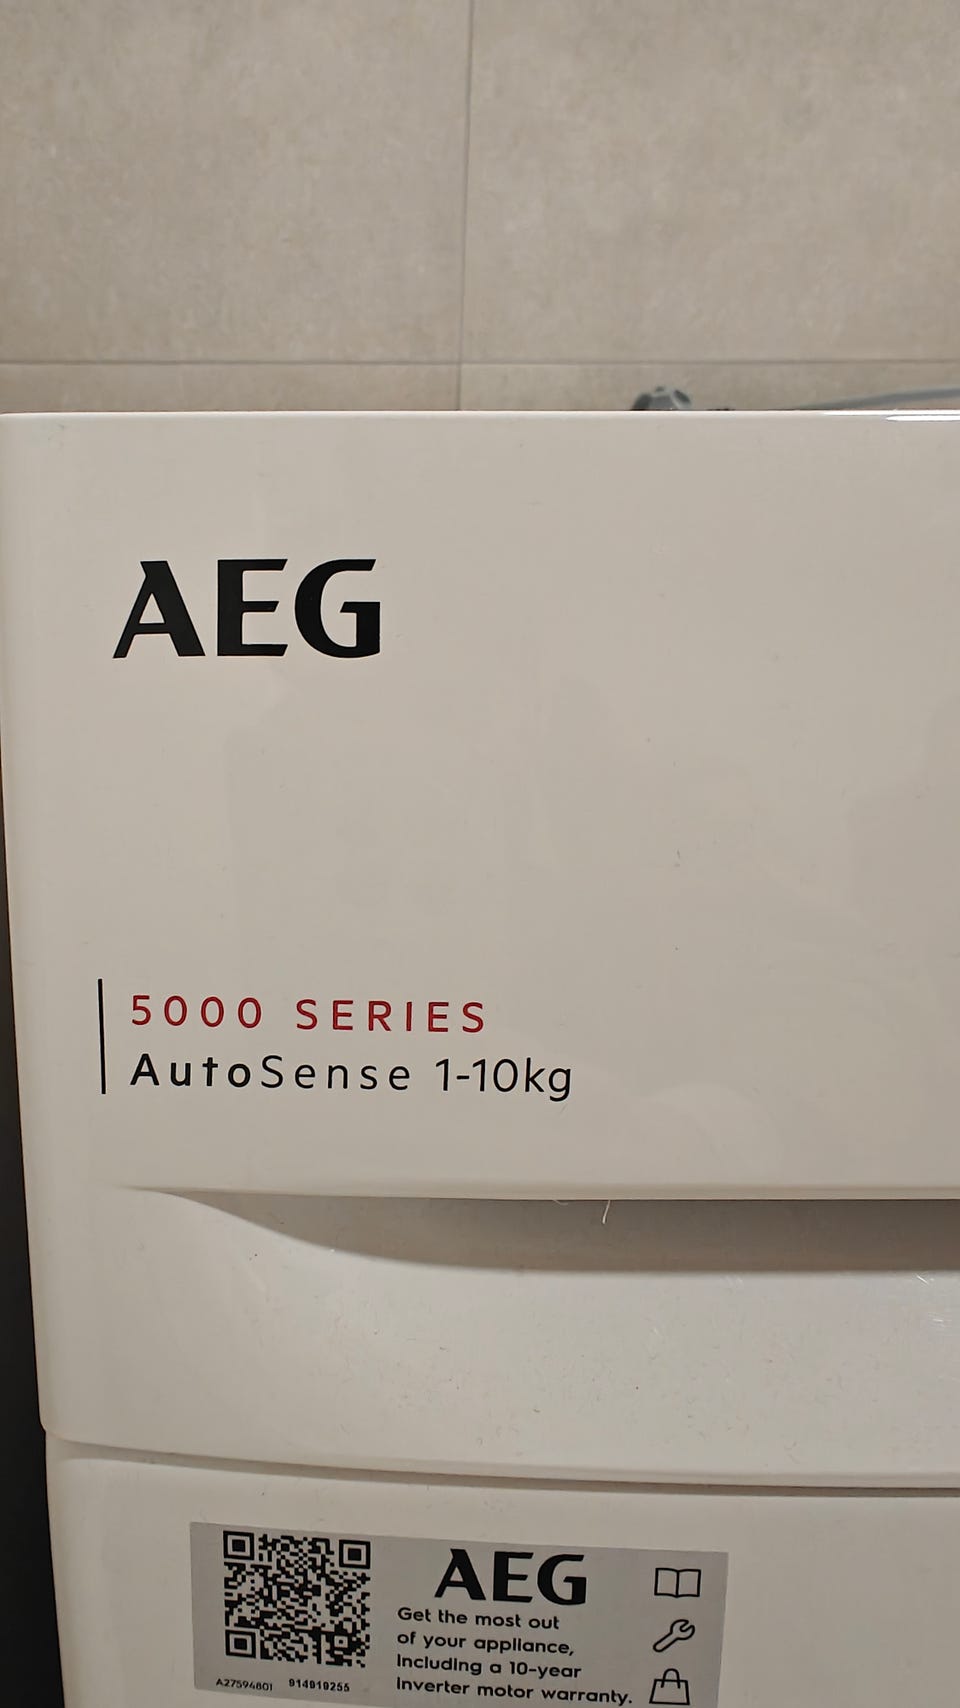 AEG
5000 SERIES
AutoSense 1-10kg
AEG
Get the most out
of your appliance,
including a 10-year
Inverter motor warranty.
A27594801 914919255